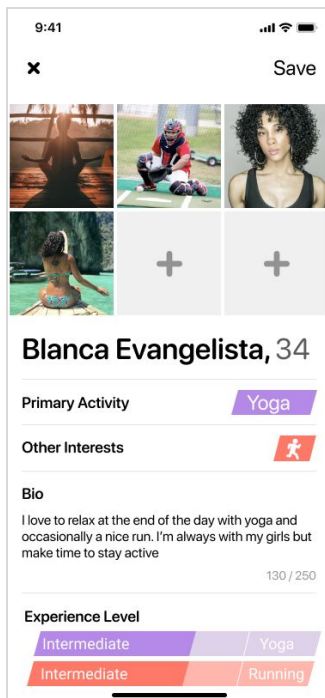 9:41
Save
Blanca Evangelista, 34
Primary Activity Yoga
Other Interests
Bio
I love to relax at the end of the day with yoga and
occasionally a nice run. I'm always with my girls but
make time to stay active
130 / 250
Experience Level
Intermediate Yoga
Intermediate Running